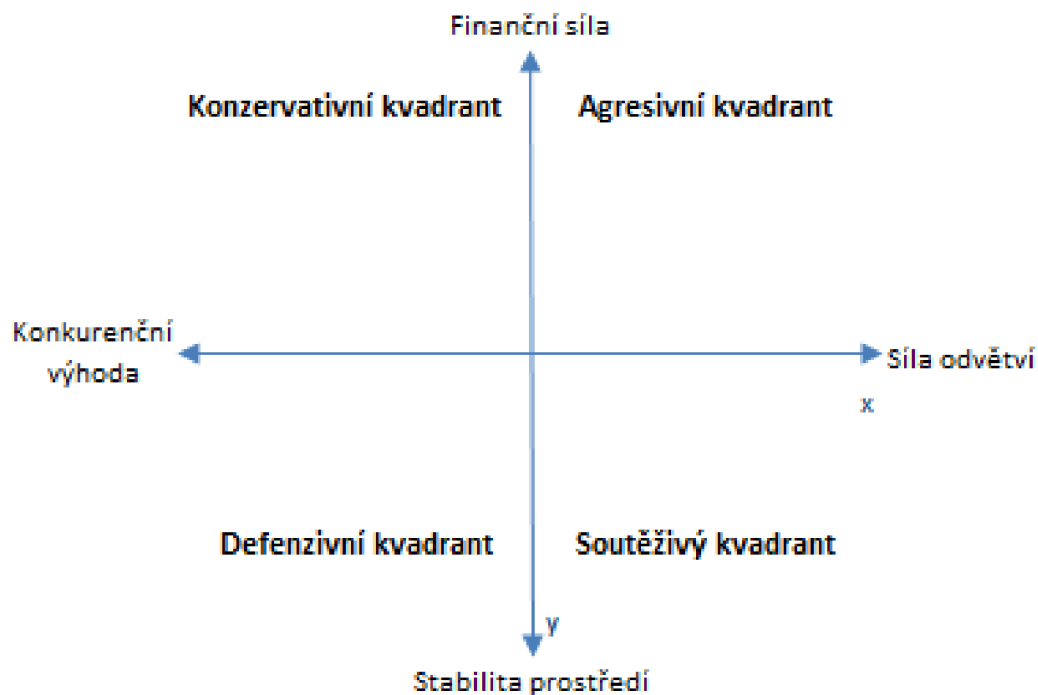 Finanční síla
Konzervativní kvadrant
Agresivní kvadrant
Konkurenční
výhoda
Síla odvětví
x
Defenzivní kvadrant
Soutěživý kvadrant
y
Stabilita prostředí